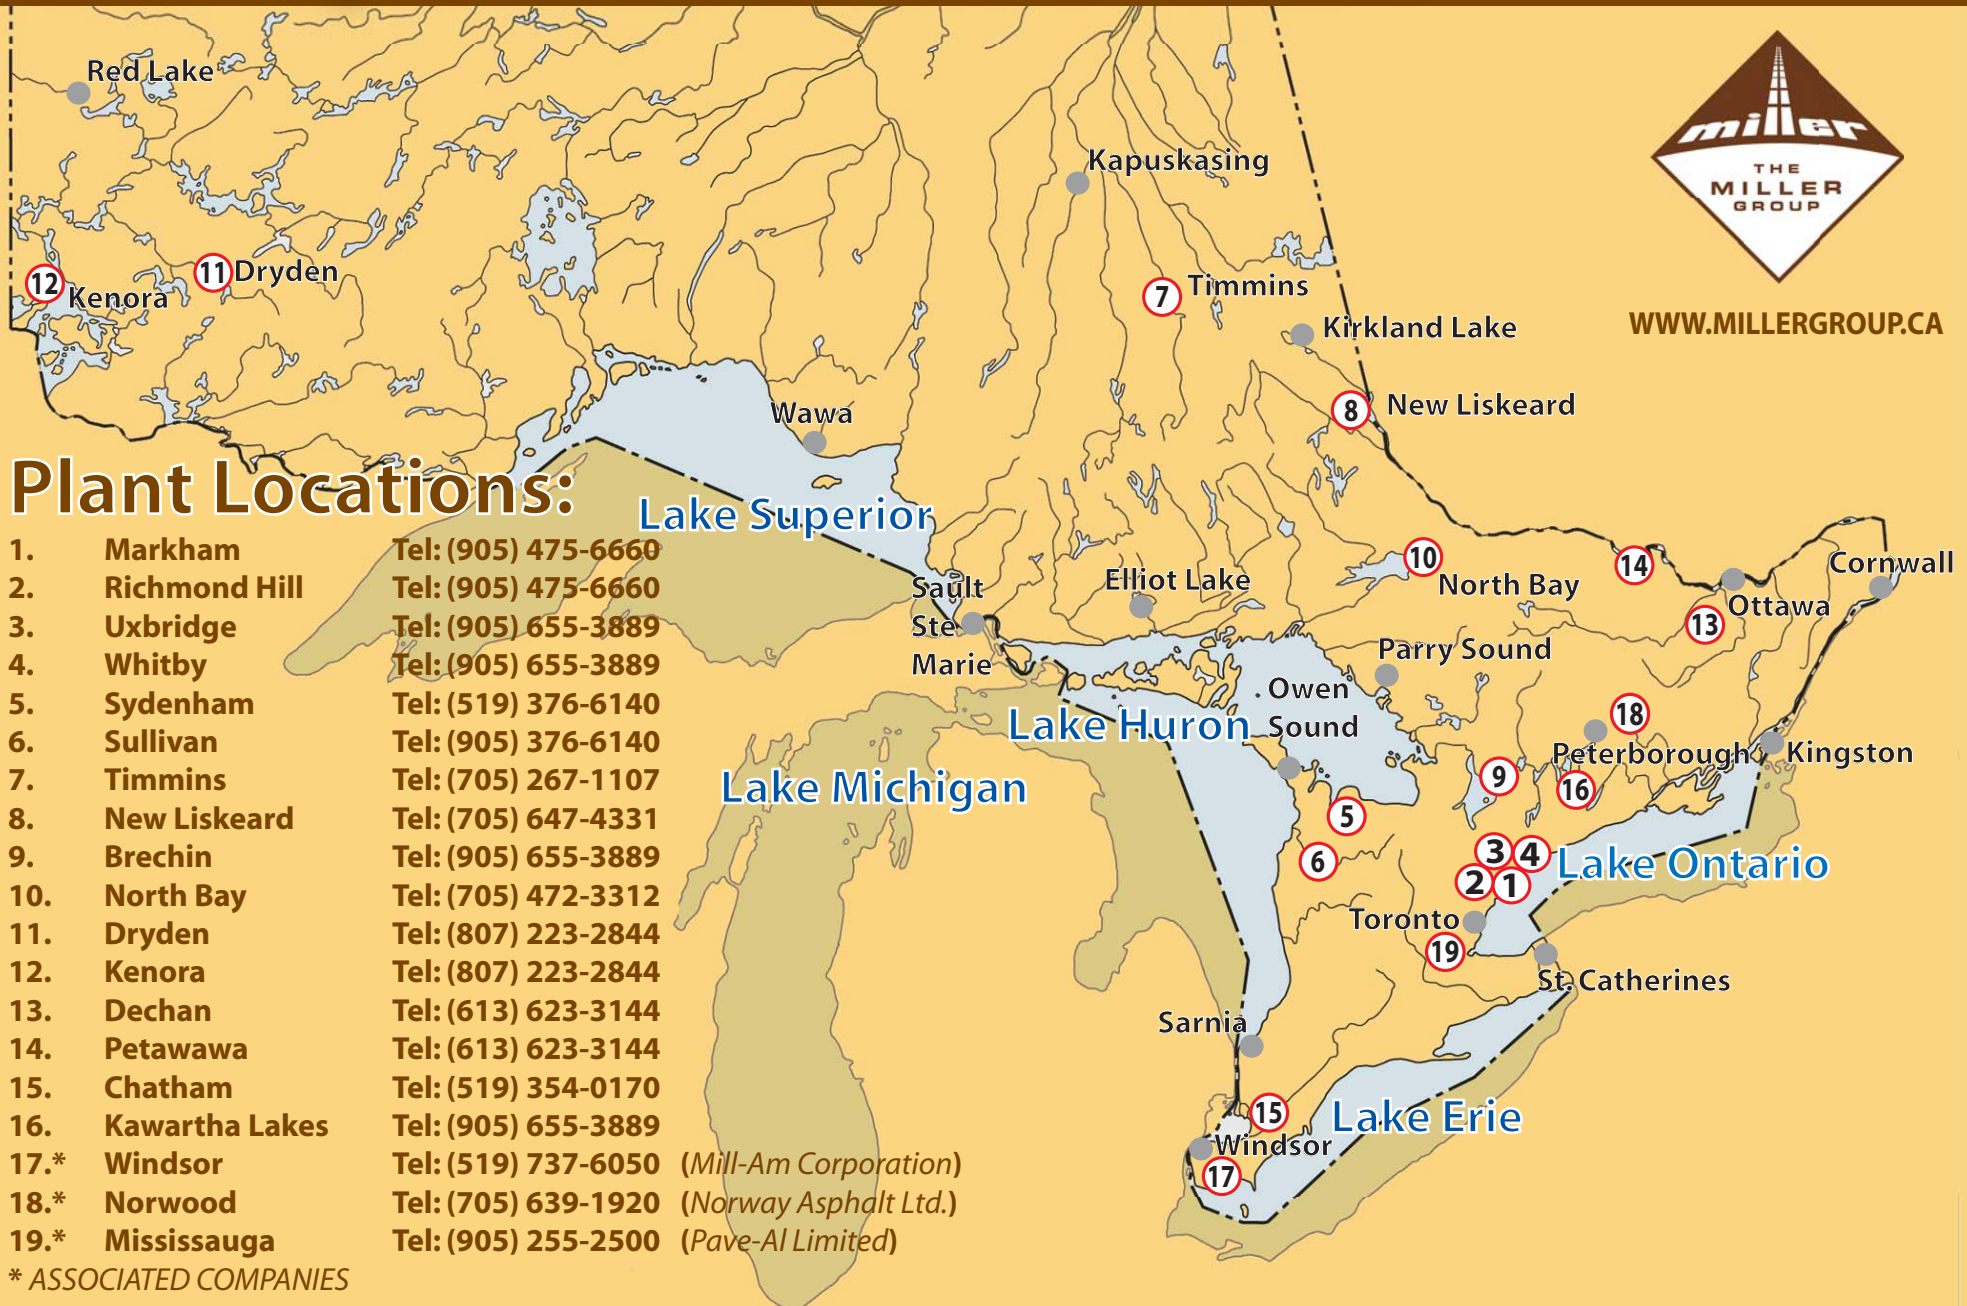 Red Lake
Kapuskasing
miller
THE
MILLER
GROUP
WWW.MILLERGROUP.CA
11 Dryden
12 Kenora
7 Timmins
Kirkland Lake
8 New Liskeard
Wawa
Plant Locations:
Lake Superior
1. Markham Tel: (905) 475-6660
2. Richmond Hill Tel: (905) 475-6660
3. Uxbridge Tel: (905) 655-3889
4. Whitby Tel: (905) 655-3889
5. Sydenham Tel: (519) 376-6140
6. Sullivan Tel: (905) 376-6140
7. Timmins Tel: (705) 267-1107
8. New Liskeard Tel: (705) 647-4331
9. Brechin Tel: (905) 655-3889
10. North Bay Tel: (705) 472-3312
11. Dryden Tel: (807) 223-2844
12. Kenora Tel: (807) 223-2844
13. Dechan Tel: (613) 623-3144
14. Petawawa Tel: (613) 623-3144
15. Chatham Tel: (519) 354-0170
16. Kawartha Lakes Tel: (905) 655-3889
17.* Windsor Tel: (519) 737-6050 (Mill-Am Corporation)
18.* Norwood Tel: (705) 639-1920 (Norway Asphalt Ltd.)
19.* Mississauga Tel: (905) 255-2500 (Pave-Al Limited)
* ASSOCIATED COMPANIES
Sault
Ste
Marie
Elliot Lake
10
North Bay
14
Cornwall
Ottawa
13
Parry Sound
Owen
Sound
Lake Huron
Lake Michigan
18
Peterborough
Kingston
9
16
5
6
3 4
2 1
Lake Ontario
Toronto
19
St. Catherines
Sarnia
15
Lake Erie
Windsor
17